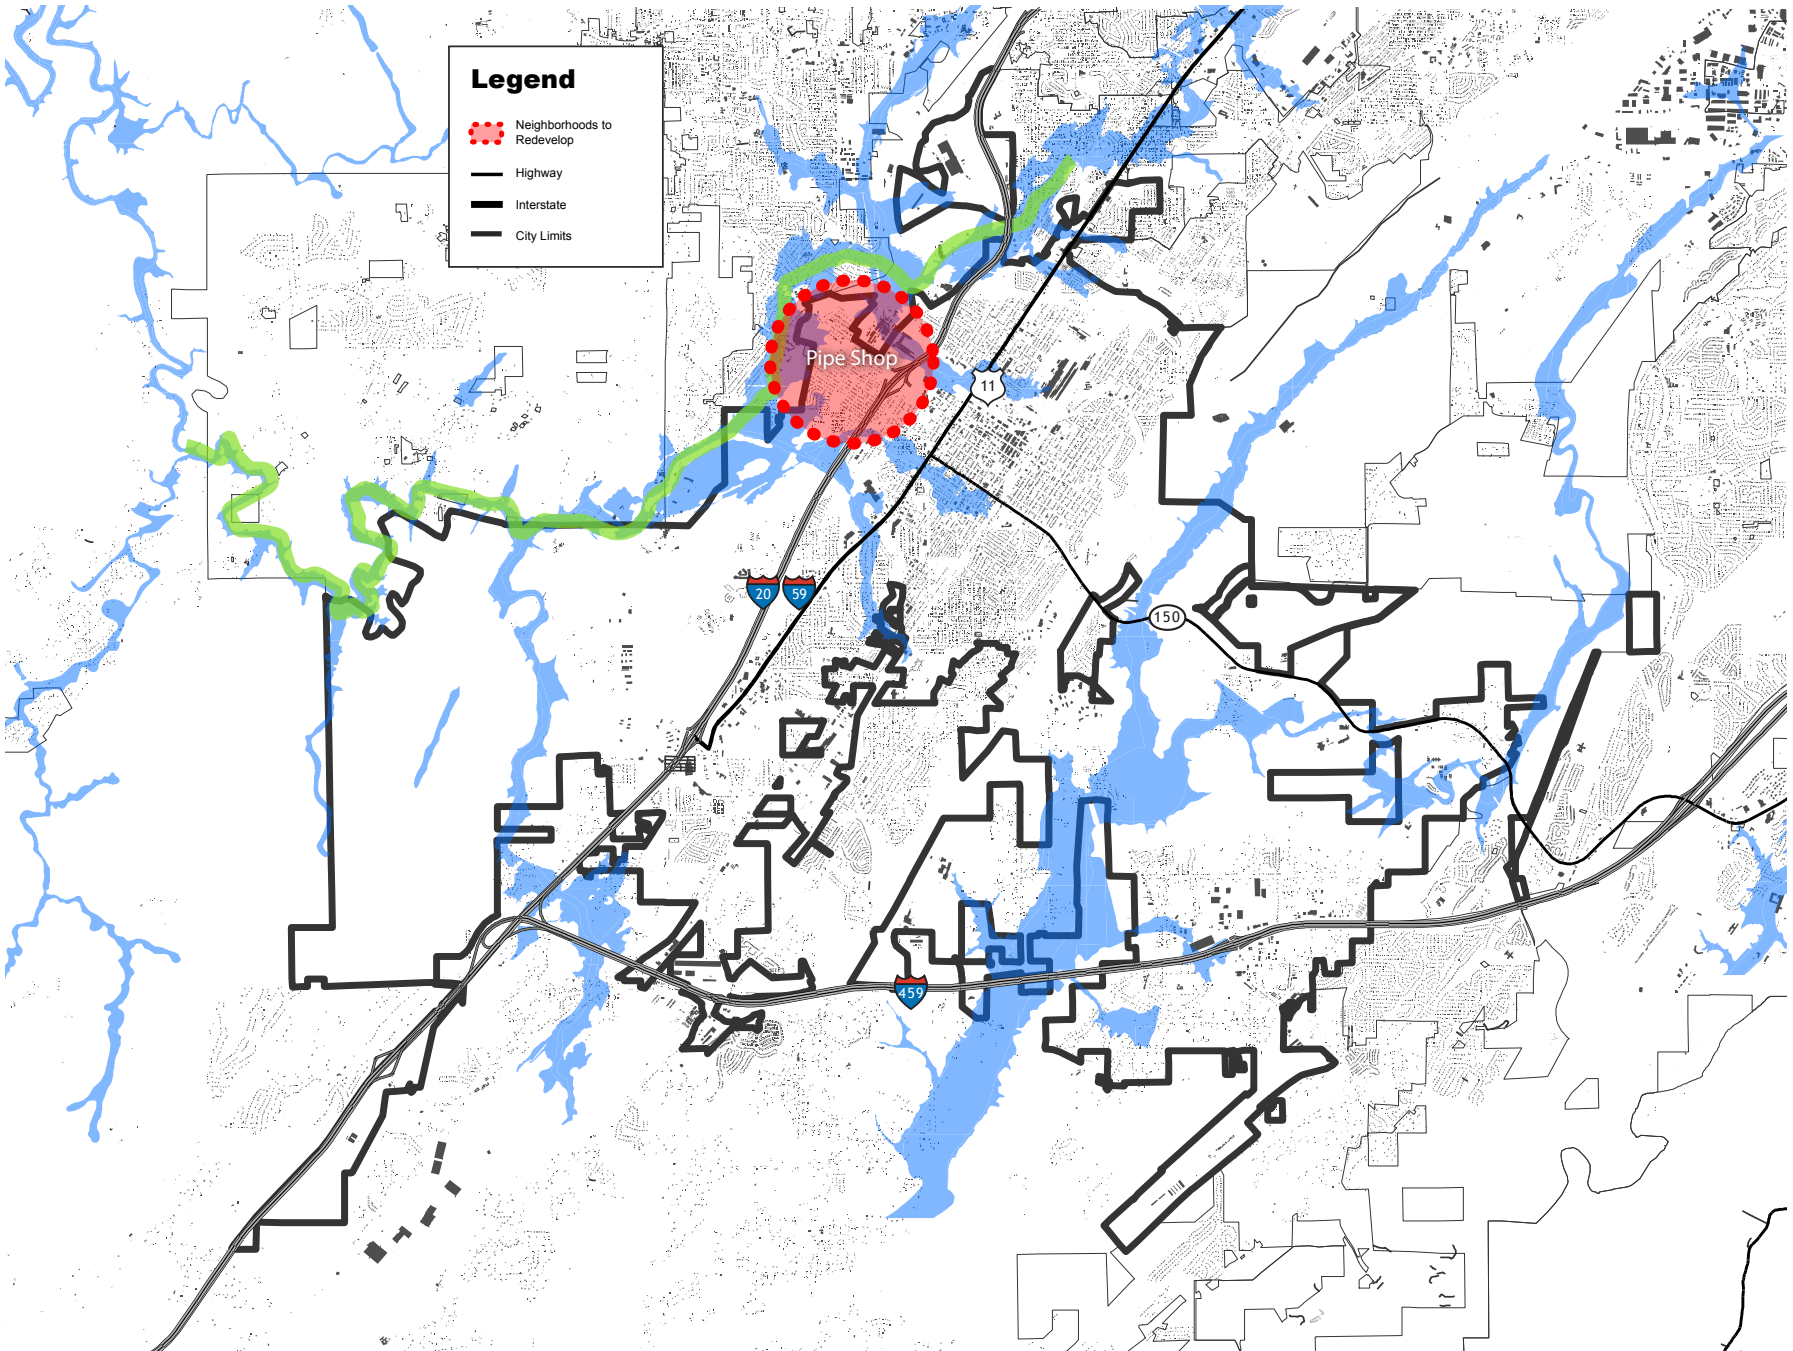 Legend
Neighborhoods to
Redevelop
Highway
Interstate
City Limits
Pipe Shop
11
20
59
150
459